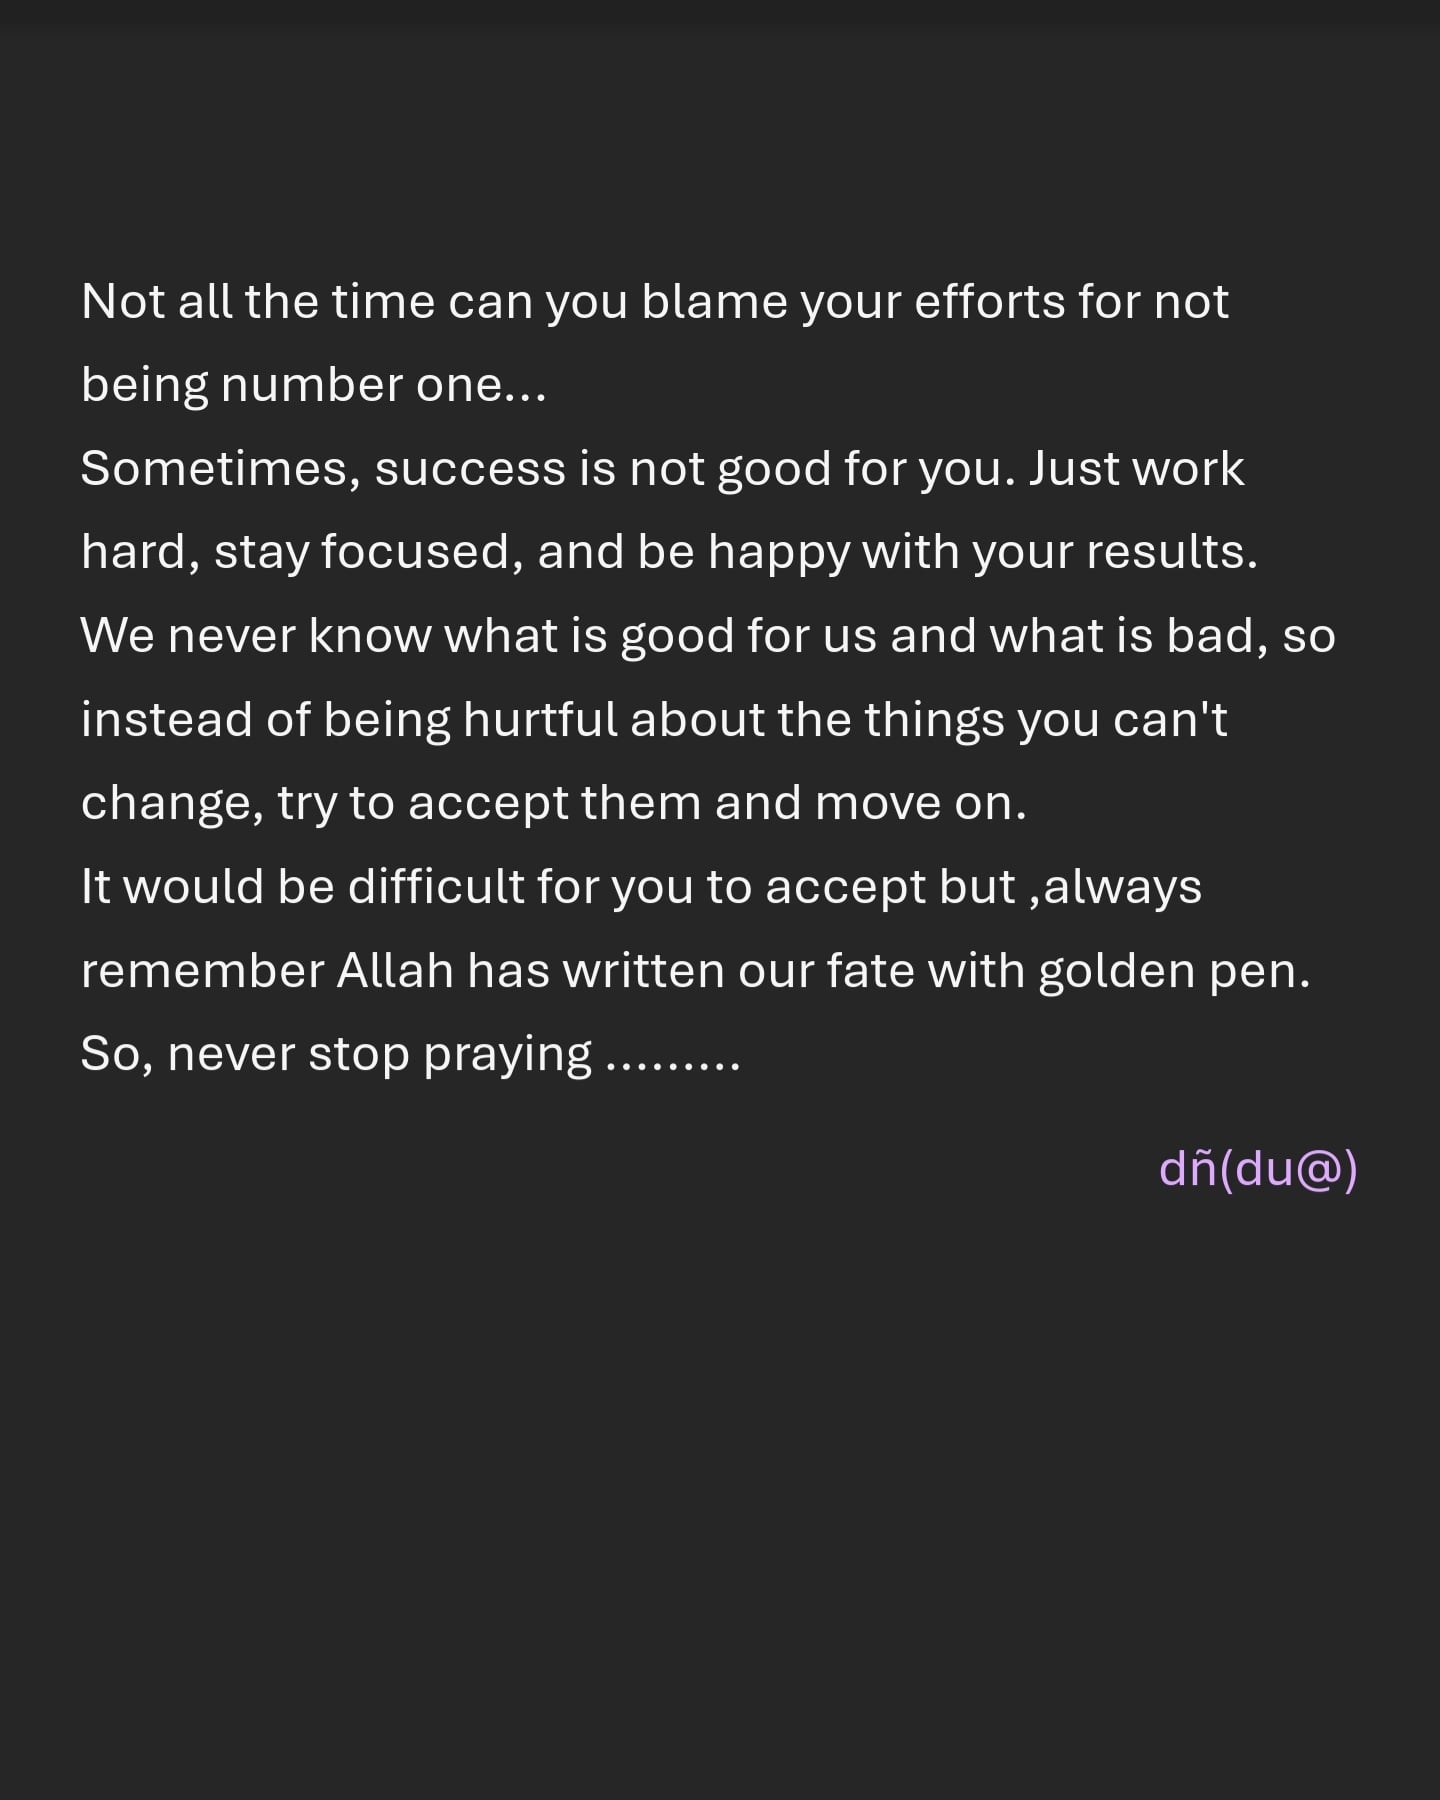 Not all the time can you blame your efforts for not
being number one...
Sometimes, success is not good for you. Just work
hard, stay focused, and be happy with your results.
We never know what is good for us and what is bad, so
instead of being hurtful about the things you can't
change, try to accept them and move on.
It would be difficult for you to accept but ,always
remember Allah has written our fate with golden pen.
So, never stop praying .........
dñ(du@)